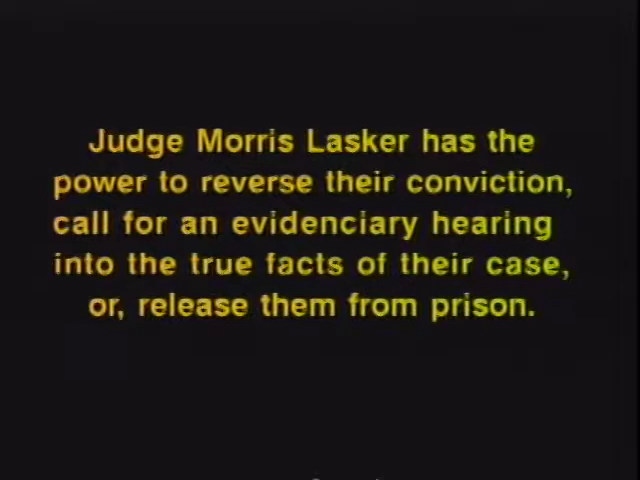 Judge Morris Lasker has the
power to reverse their conviction,
call for an evidenciary hearing
into the true facts of their case,
or, release them from prison.